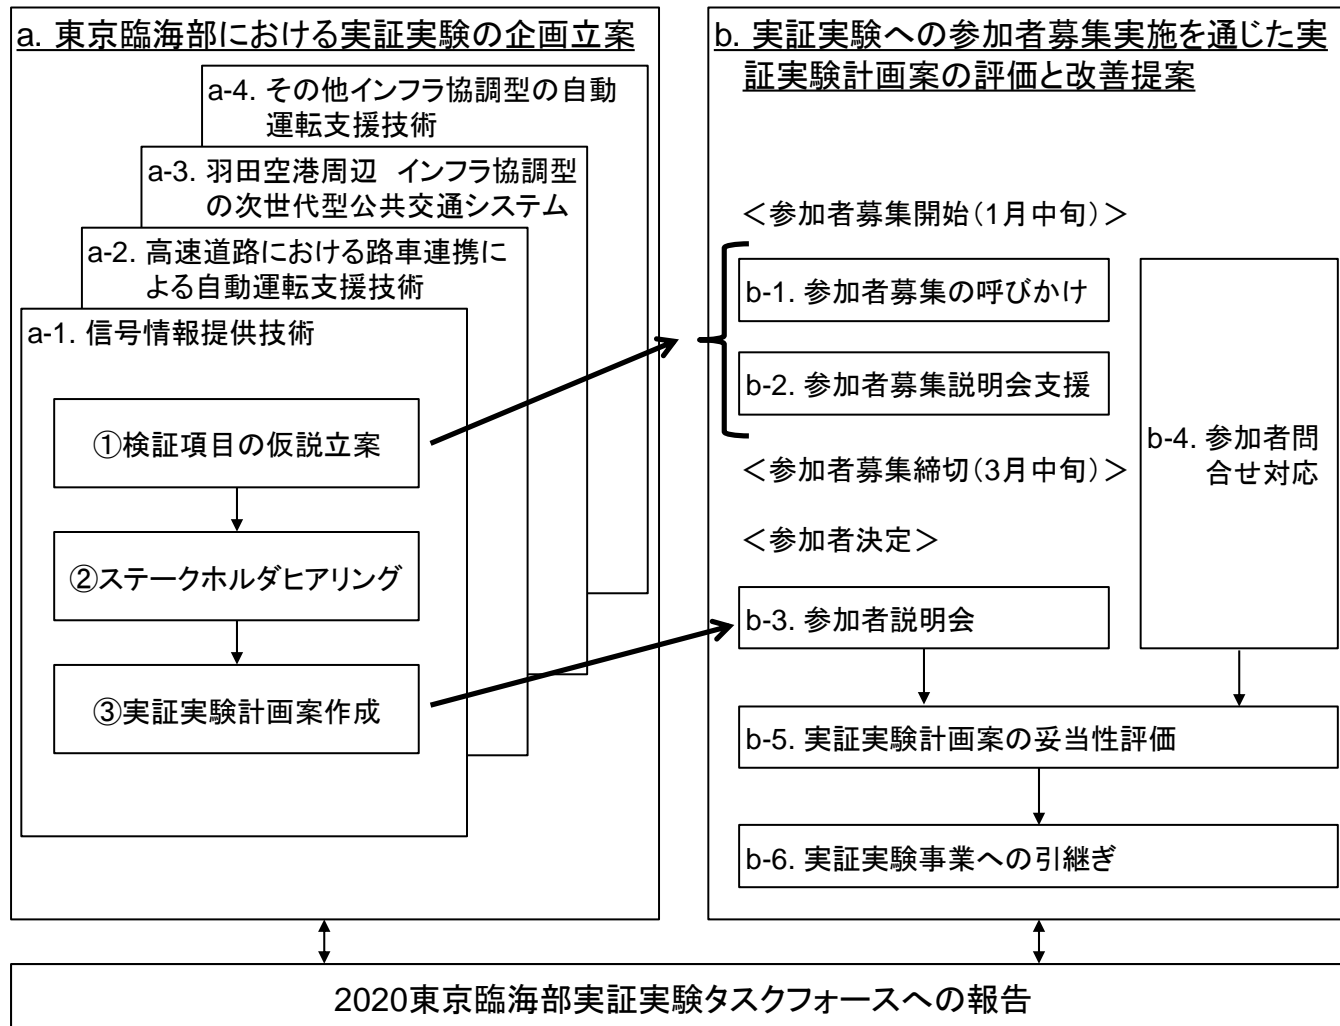 a. 東京臨海部における実証実験の企画立案
a-4. その他インフラ協調型の自動
運転支援技術
a-3. 羽田空港周辺　インフラ協調型
の次世代型公共交通システム
a-2. 高速道路における路車連携に
よる自動運転支援技術
a-1. 信号情報提供技術
①検証項目の仮説立案
②ステークホルダヒアリング
③実証実験計画案作成
b. 実証実験への参加者募集実施を通じた実
証実験計画案の評価と改善提案
＜参加者募集開始（1月中旬）＞
b-1. 参加者募集の呼びかけ
b-2. 参加者募集説明会支援
＜参加者募集締切（3月中旬）＞
＜参加者決定＞
b-3. 参加者説明会
b-4. 参加者問
合せ対応
b-5. 実証実験計画案の妥当性評価
b-6. 実証実験事業への引継ぎ
2020東京臨海部実証実験タスクフォースへの報告